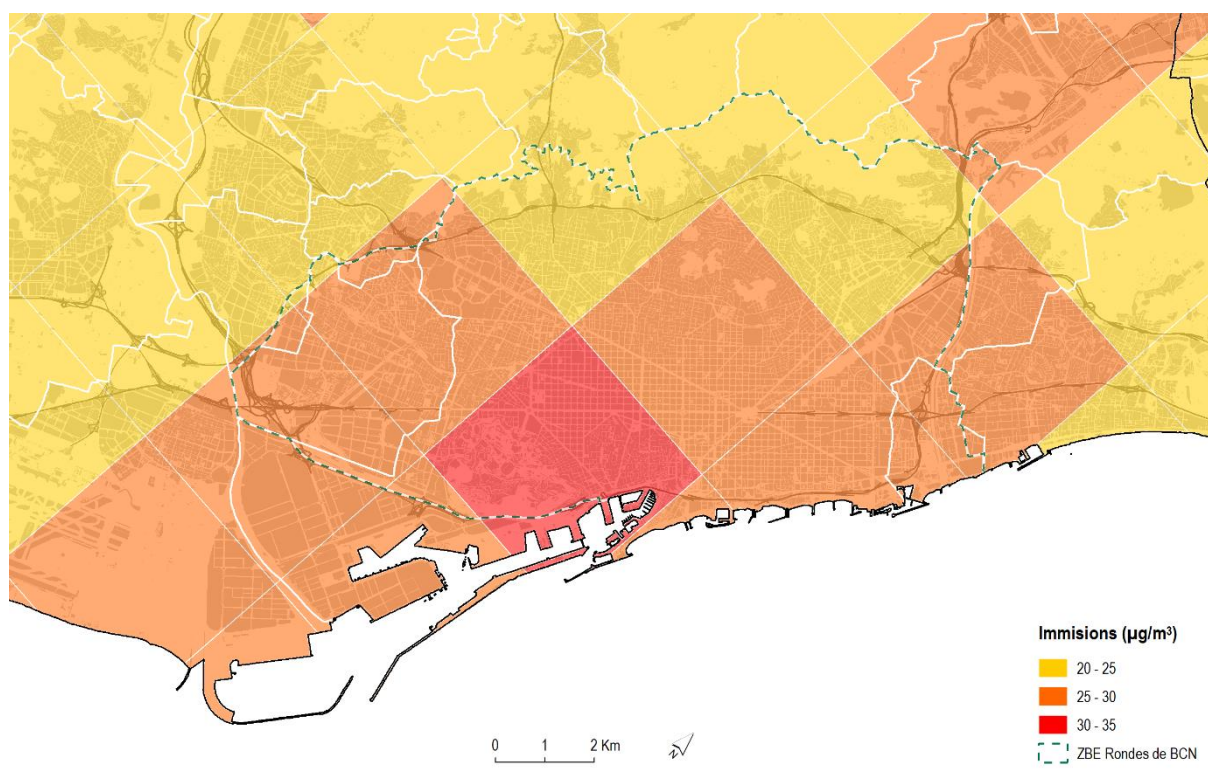 Immisions (µg/m³)
20 - 25
25 - 30
30 - 35
ZBE Rondes de BCN
0 1 2 Km
N